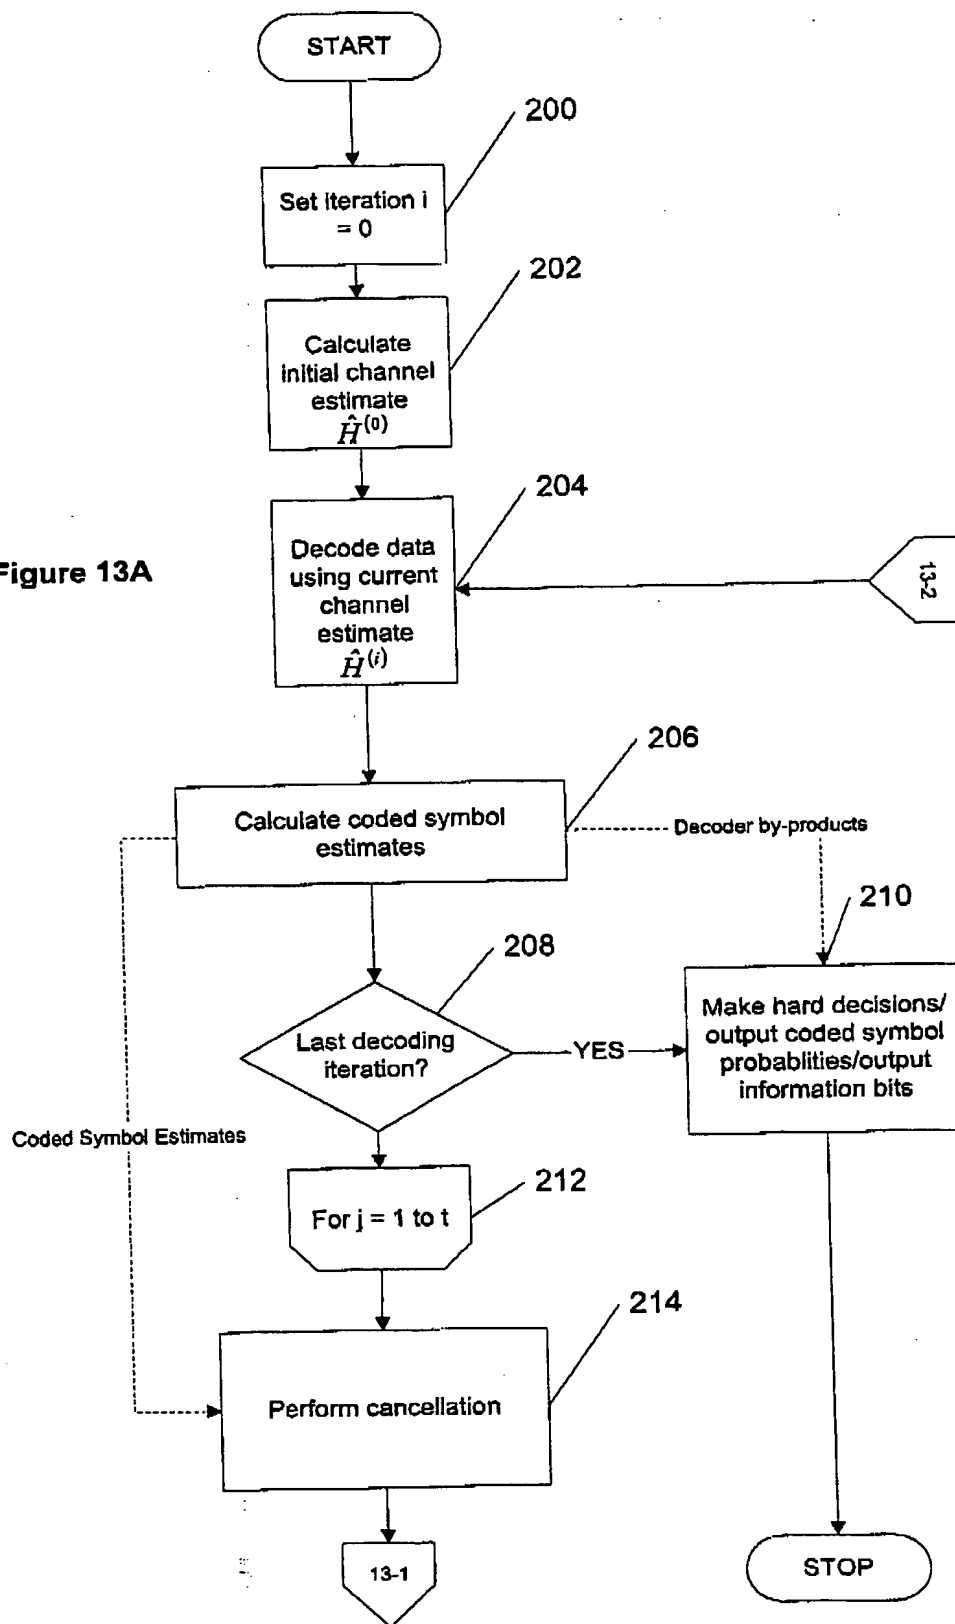 START
200
Set iteration i
= 0
202
Calculate
initial channel
estimate
Ĥ(0)
204
Figure 13A
Decode data
using current
channel
estimate
Ĥ(i)
13-2
206
Calculate coded symbol
estimates
Decoder by-products
210
208
Last decoding
iteration?
YES
Make hard decisions/
output coded symbol
probablities/output
information bits
Coded Symbol Estimates
212
For j = 1 to t
214
Perform cancellation
13-1
STOP